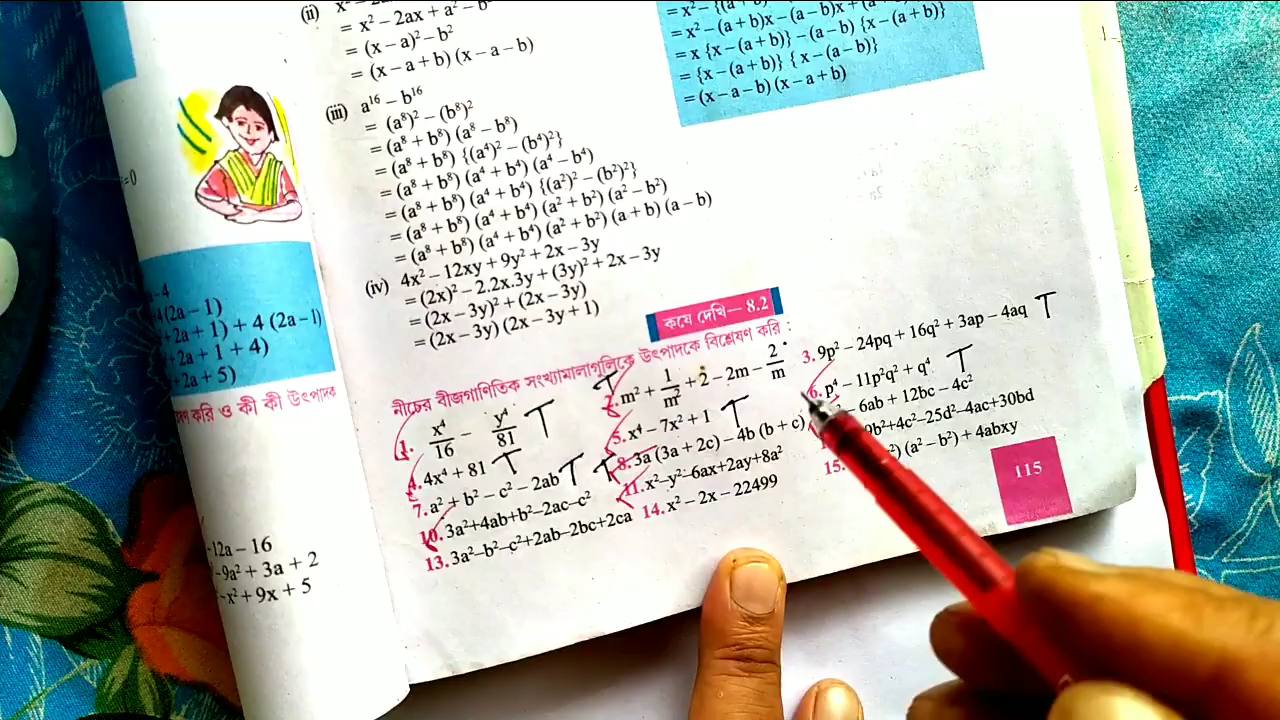 (ii)
= x² − 2ax + a² − b²
= (x − a)² − b²
= (x − a + b) (x − a − b)
(iii) a¹⁶ − b¹⁶
= (a⁸)² − (b⁸)²
= (a⁸ + b⁸) (a⁸ − b⁸)
= (a⁸ + b⁸) {(a⁴)² − (b⁴)²}
= (a⁸ + b⁸) (a⁴ + b⁴) (a⁴ − b⁴)
= (a⁸ + b⁸) (a⁴ + b⁴) {(a²)² − (b²)²}
= (a⁸ + b⁸) (a⁴ + b⁴) (a² + b²) (a² − b²)
= (a⁸ + b⁸) (a⁴ + b⁴) (a² + b²) (a + b) (a − b)
(iv) 4x² − 12xy + 9y² + 2x − 3y
= (2x)² − 2.2x.3y + (3y)² + 2x − 3y
= (2x − 3y)² + (2x − 3y)
= (2x − 3y) (2x − 3y + 1)
= x² − (a + b)x − (a − b)x + (a
= x {x − (a + b)} − (a − b) {x − (a + b)}
= {x − (a + b)} {x − (a − b)}
= (x − a − b) (x − a + b)
=0
a − 4
4(2a − 1)
+2a + 1) + 4 (2a − 1)
+2a + 1 + 4)
+2a + 5)
করি ও কী কী উৎপাদক
−12a − 16
−9a² + 3a + 2
−x² + 9x + 5
কষে দেখি— 8.2
নীচের বীজগাণিতিক সংখ্যামালাগুলিকে উৎপাদকে বিশ্লেষণ করি :
1. x⁴/16 − y⁴/81 T
T 2. m² + 1/m² + 2 − 2m − 2/m
3. 9p² − 24pq + 16q² + 3ap − 4aq T
4. 4x⁴ + 81 T
5. x⁴ − 7x² + 1 T
6. p⁴ − 11p²q² + q⁴ T
7. a² + b² − c² − 2ab T
T 8. 3a (3a + 2c) − 4b (b + c)
− 6ab + 12bc − 4c²
10. 3a²+4ab+b²−2ac−c²
11. x²−y²−6ax+2ay+8a²
9b²+4c²−25d²−4ac+30bd
13. 3a²−b²−c²+2ab−2bc+2ca
14. x² − 2x − 22499
15. ²) (a² − b²) + 4abxy
115